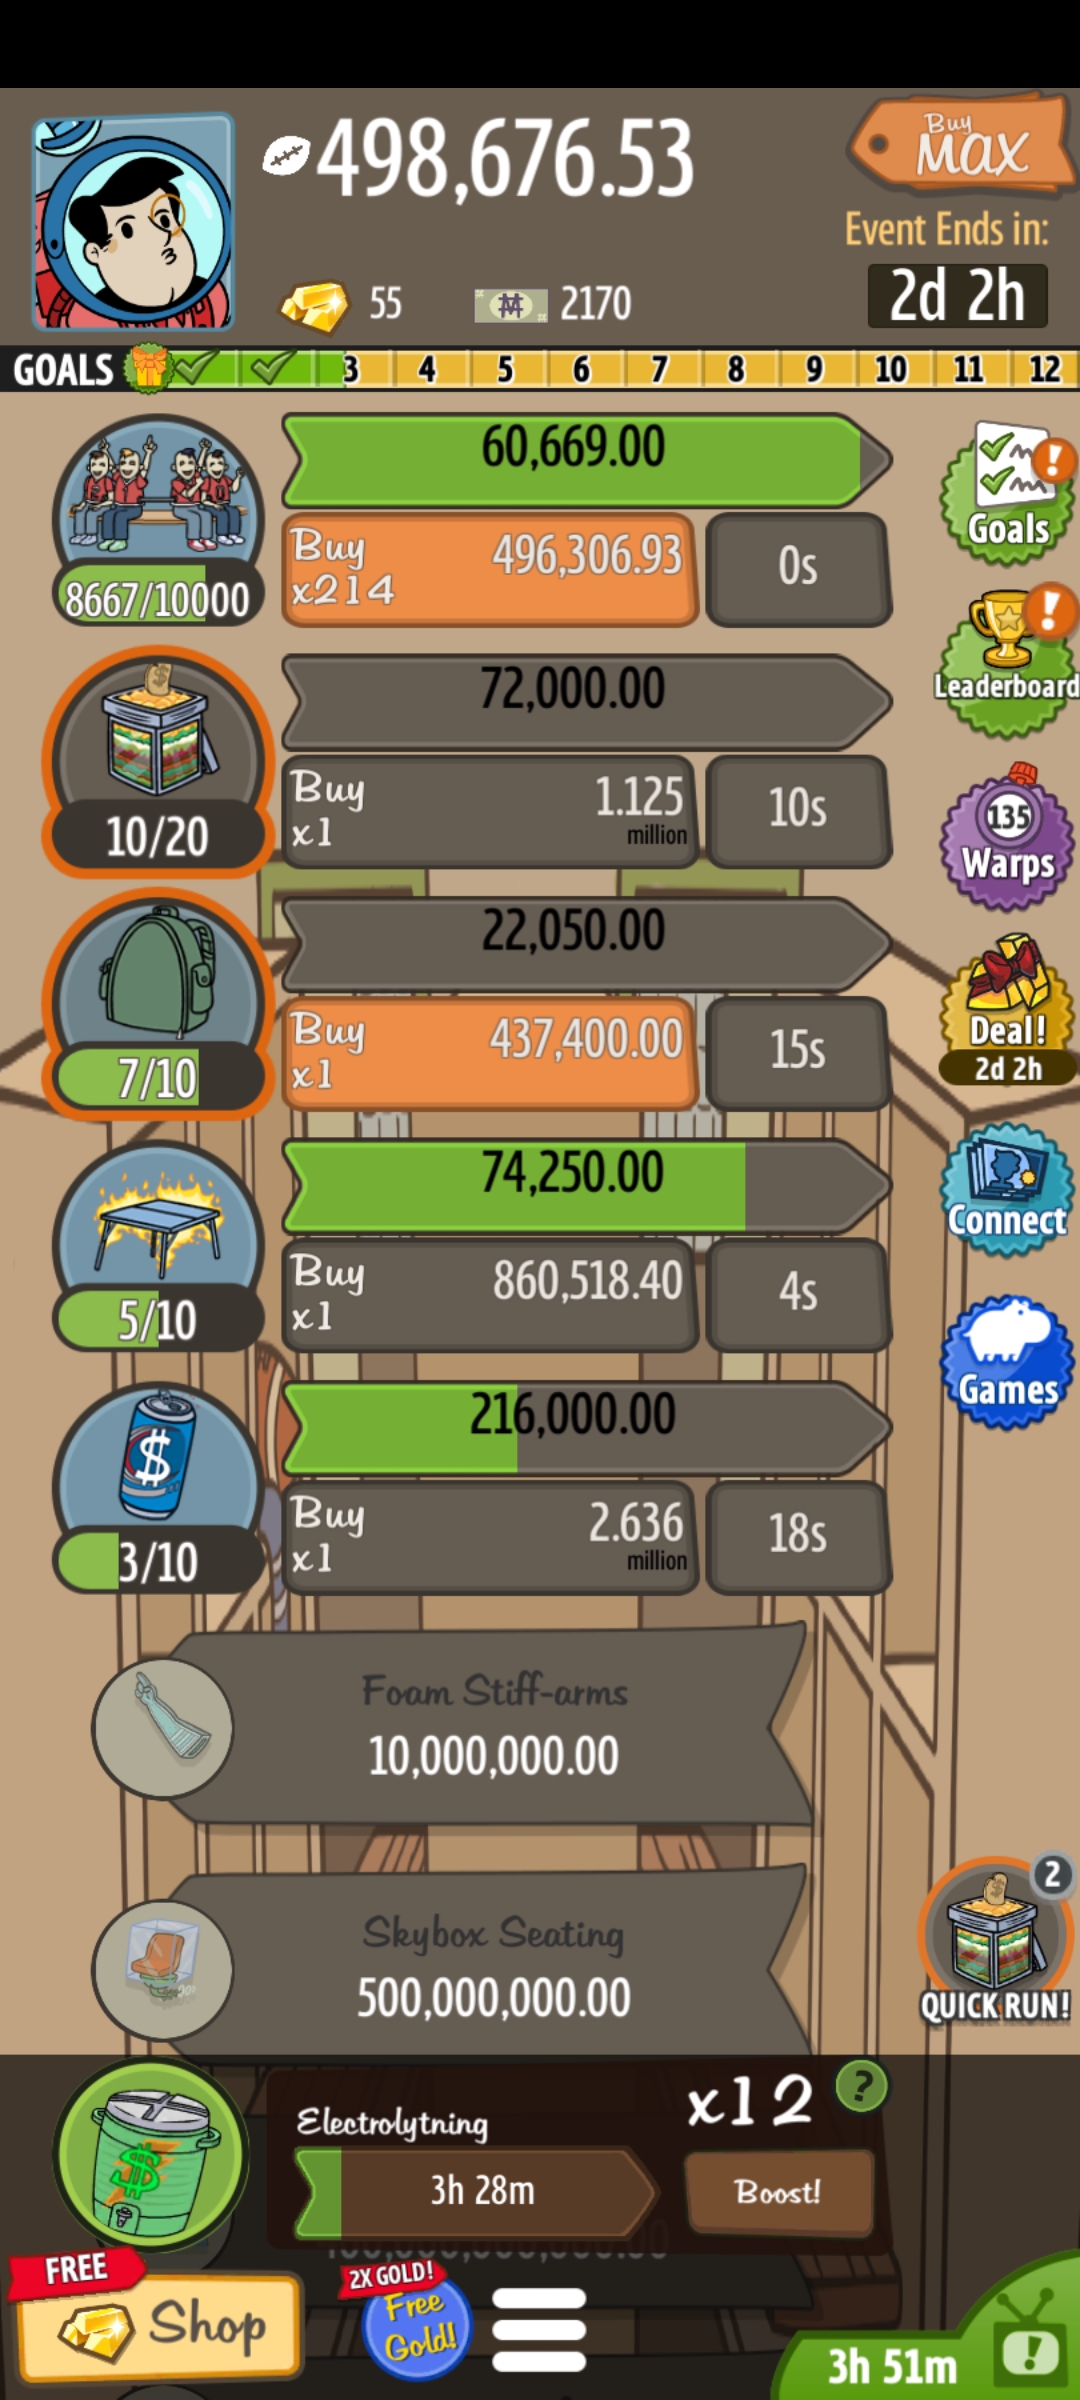 498,676.53
Buy
MAX
Event Ends in:
2d 2h
55
2170
GOALS
3 4 5 6 7 8 9 10 11 12
60,669.00
Buy
x214
496,306.93
0s
8667/10000
Goals
72,000.00
Buy
x1
1.125
million
10s
10/20
Leaderboard
135
Warps
22,050.00
Buy
x1
437,400.00
15s
7/10
Deal!
2d 2h
74,250.00
Buy
x1
860,518.40
4s
5/10
Connect
216,000.00
Buy
x1
2.636
million
18s
3/10
Games
Foam Stiff-arms
10,000,000.00
Skybox Seating
500,000,000.00
2
QUICK RUN!
Electrolytning
x12
?
3h 28m
Boost!
FREE
Shop
2X GOLD!
Free
Gold!
3h 51m